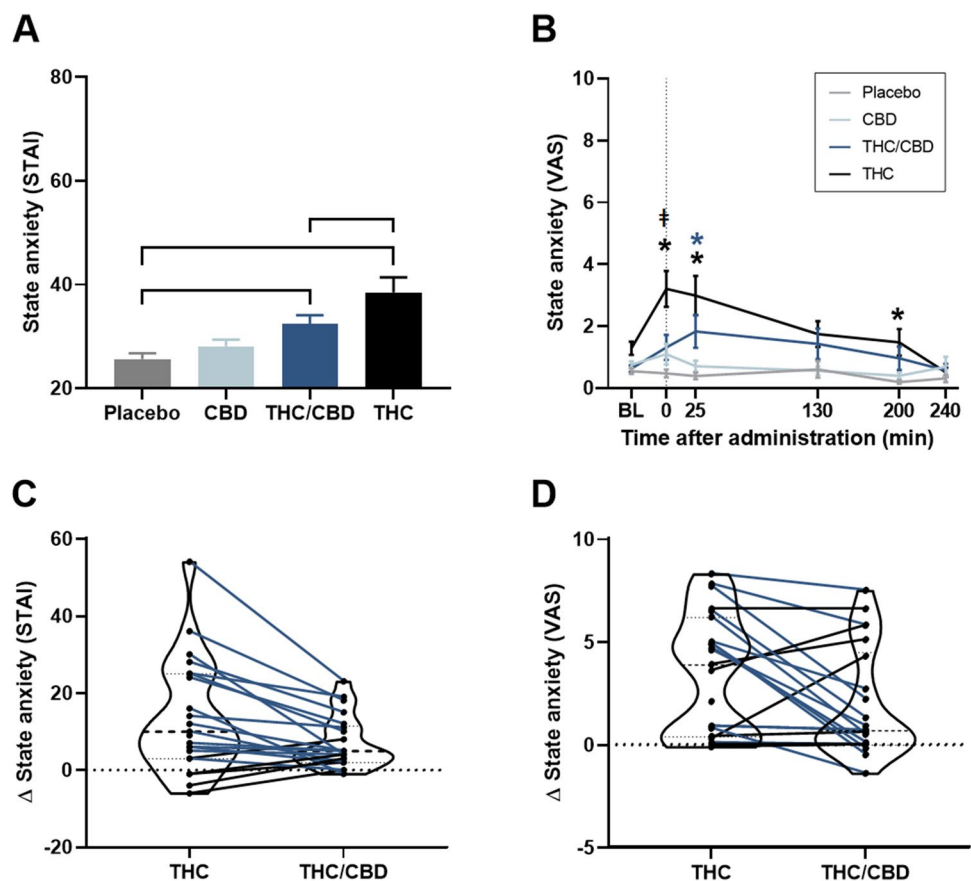 A
State anxiety (STAI)
80
60
40
20
Placebo CBD THC/CBD THC
B
State anxiety (VAS)
10
8
6
4
2
0
Placebo
CBD
THC/CBD
THC
ǂ
*
*
*
*
BL 0 25 130 200 240
Time after administration (min)
C
Δ State anxiety (STAI)
60
40
20
0
-20
THC THC/CBD
D
Δ State anxiety (VAS)
10
5
0
-5
THC THC/CBD